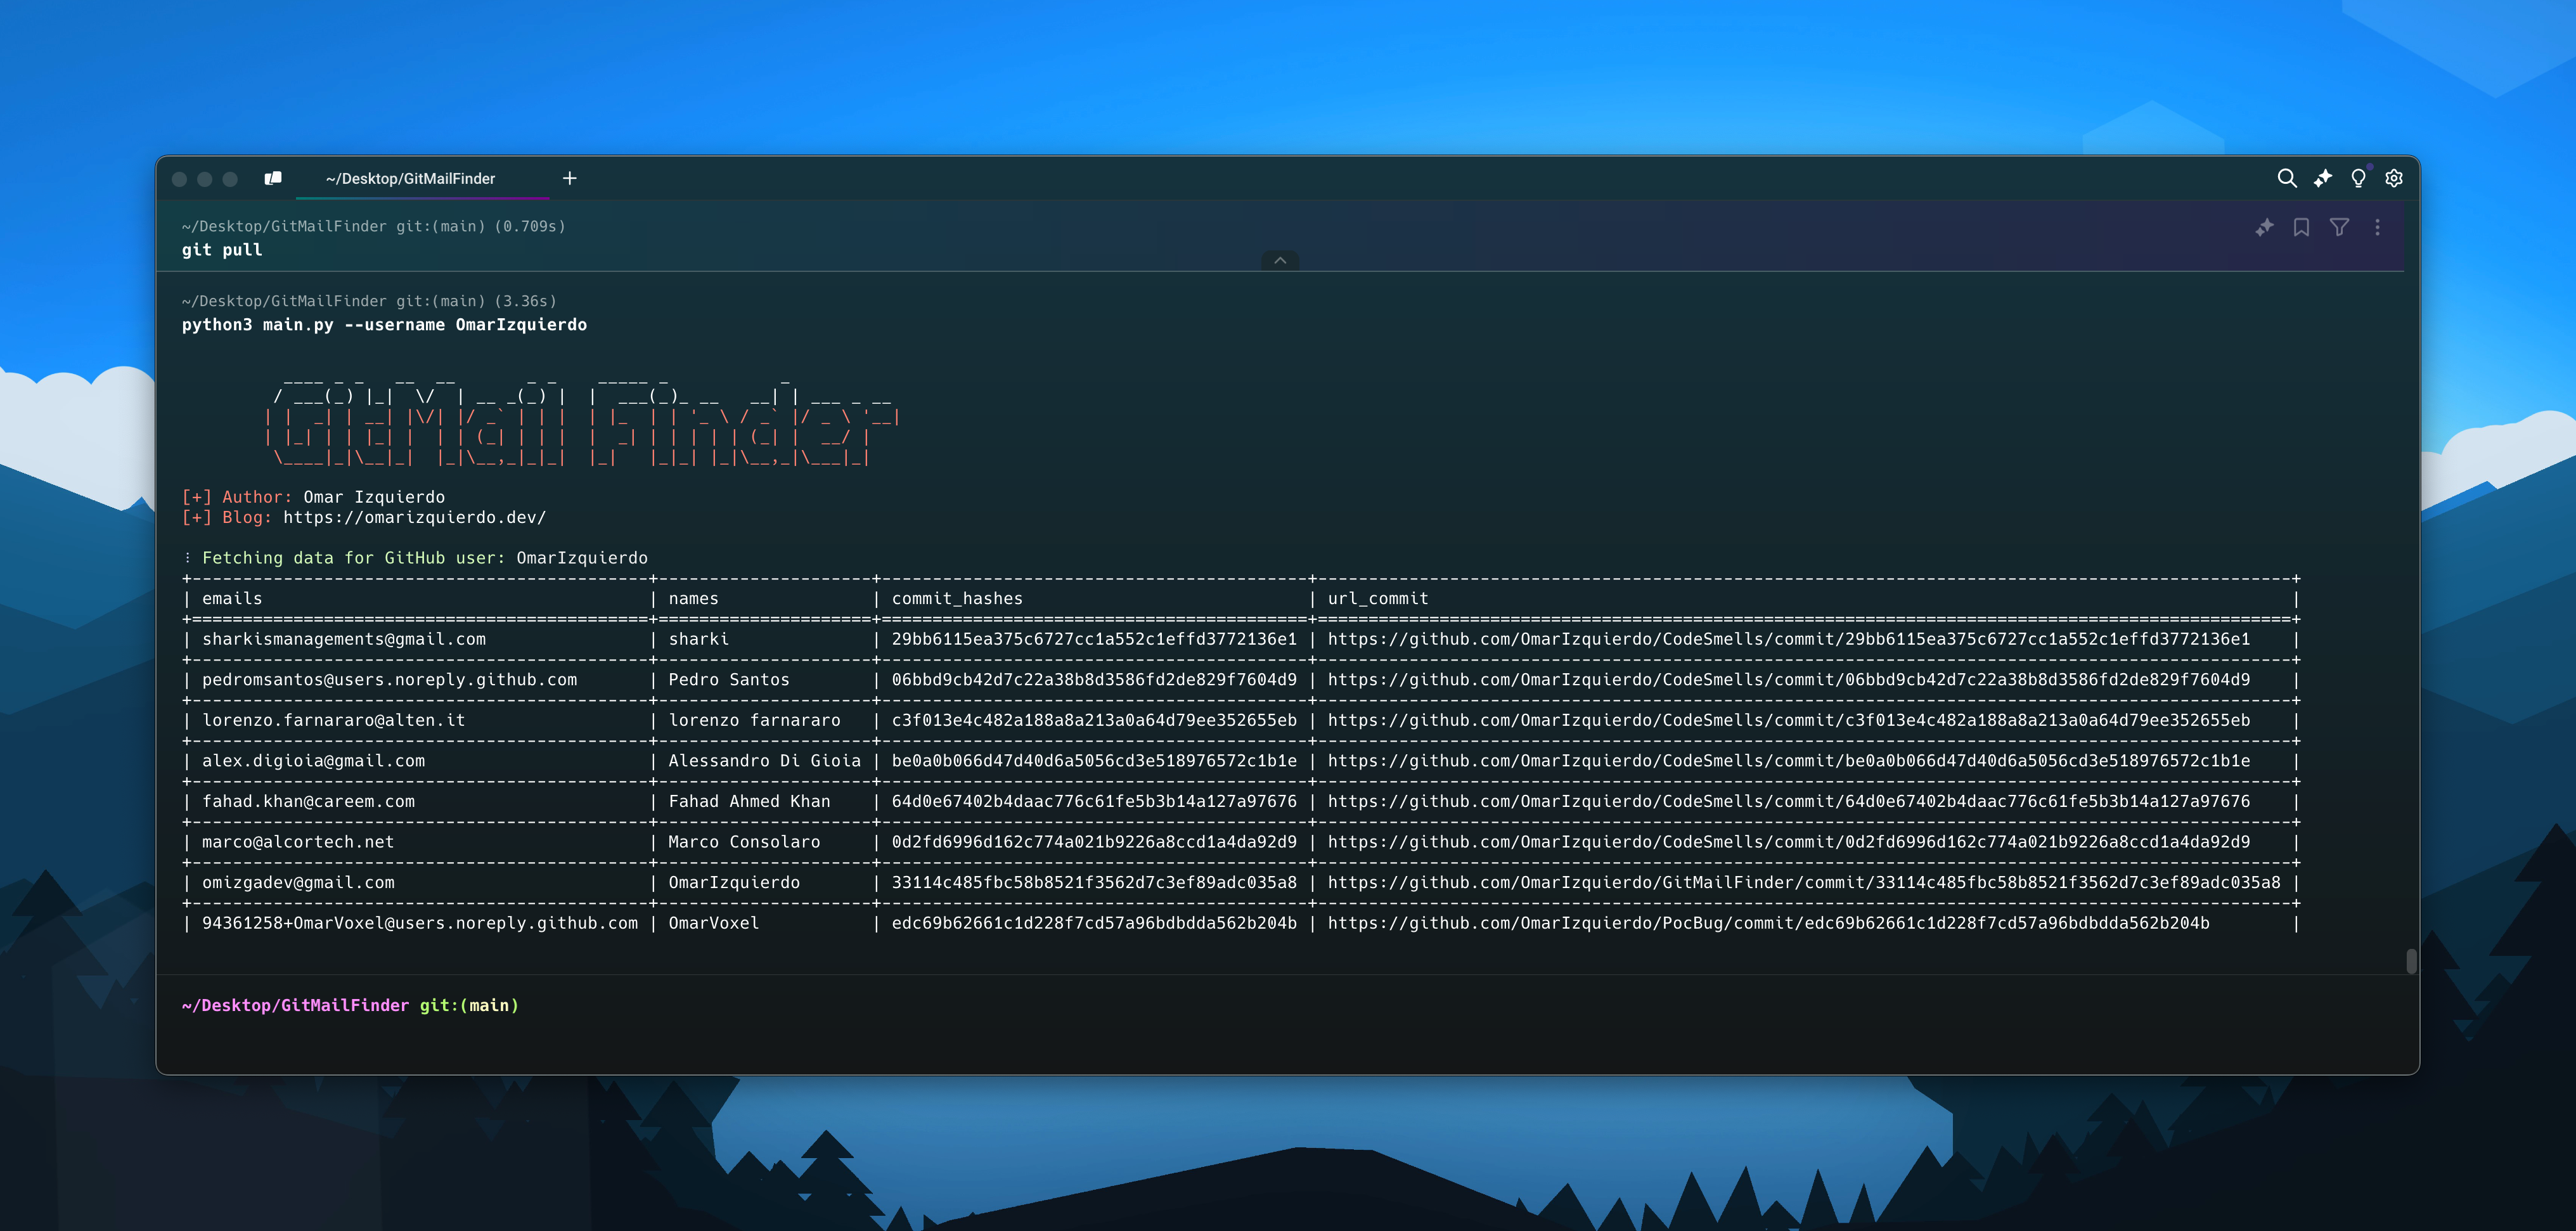 ~/Desktop/GitMailFinder
~/Desktop/GitMailFinder git:(main) (0.709s)
git pull
~/Desktop/GitMailFinder git:(main) (3.36s)
python3 main.py --username OmarIzquierdo
GitMail Finder
[+] Author: Omar Izquierdo
[+] Blog: https://omarizquierdo.dev/
⋮ Fetching data for GitHub user: OmarIzquierdo
| emails | names | commit_hashes | url_commit |
| sharkismanagements@gmail.com | sharki | 29bb6115ea375c6727cc1a552c1effd3772136e1 | https://github.com/OmarIzquierdo/CodeSmells/commit/29bb6115ea375c6727cc1a552c1effd3772136e1 |
| pedromsantos@users.noreply.github.com | Pedro Santos | 06bbd9cb42d7c22a38b8d3586fd2de829f7604d9 | https://github.com/OmarIzquierdo/CodeSmells/commit/06bbd9cb42d7c22a38b8d3586fd2de829f7604d9 |
| lorenzo.farnararo@alten.it | lorenzo farnararo | c3f013e4c482a188a8a213a0a64d79ee352655eb | https://github.com/OmarIzquierdo/CodeSmells/commit/c3f013e4c482a188a8a213a0a64d79ee352655eb |
| alex.digioia@gmail.com | Alessandro Di Gioia | be0a0b066d47d40d6a5056cd3e518976572c1b1e | https://github.com/OmarIzquierdo/CodeSmells/commit/be0a0b066d47d40d6a5056cd3e518976572c1b1e |
| fahad.khan@careem.com | Fahad Ahmed Khan | 64d0e67402b4daac776c61fe5b3b14a127a97676 | https://github.com/OmarIzquierdo/CodeSmells/commit/64d0e67402b4daac776c61fe5b3b14a127a97676 |
| marco@alcortech.net | Marco Consolaro | 0d2fd6996d162c774a021b9226a8ccd1a4da92d9 | https://github.com/OmarIzquierdo/CodeSmells/commit/0d2fd6996d162c774a021b9226a8ccd1a4da92d9 |
| omizgadev@gmail.com | OmarIzquierdo | 33114c485fbc58b8521f3562d7c3ef89adc035a8 | https://github.com/OmarIzquierdo/GitMailFinder/commit/33114c485fbc58b8521f3562d7c3ef89adc035a8 |
| 94361258+OmarVoxel@users.noreply.github.com | OmarVoxel | edc69b62661c1d228f7cd57a96bdbdda562b204b | https://github.com/OmarIzquierdo/PocBug/commit/edc69b62661c1d228f7cd57a96bdbdda562b204b |
~/Desktop/GitMailFinder git:(main)